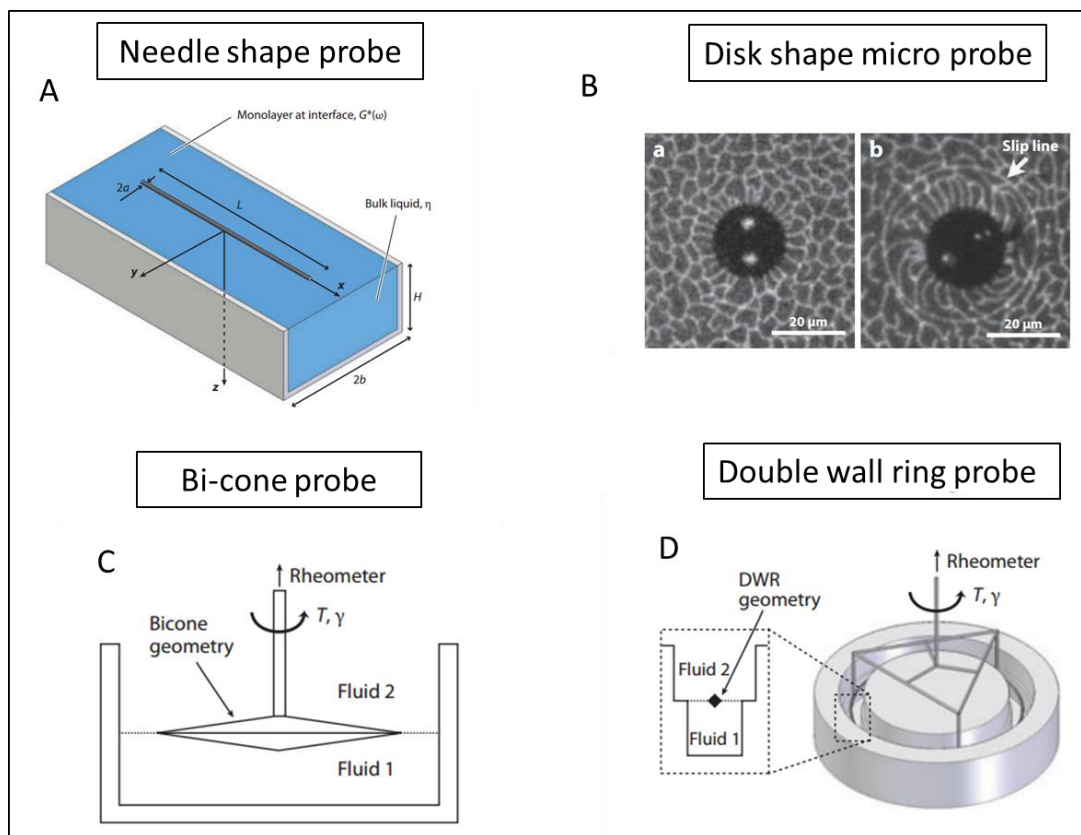 Needle shape probe
A
Monolayer at interface, G*(ω)
2a
L
Bulk liquid, η
y
x
z
H
2b
Disk shape micro probe
B
a
20 µm
b
Slip line
20 µm
Bi-cone probe
C
Rheometer
T, γ
Bicone
geometry
Fluid 2
Fluid 1
Double wall ring probe
D
Rheometer
T, γ
DWR
geometry
Fluid 2
Fluid 1